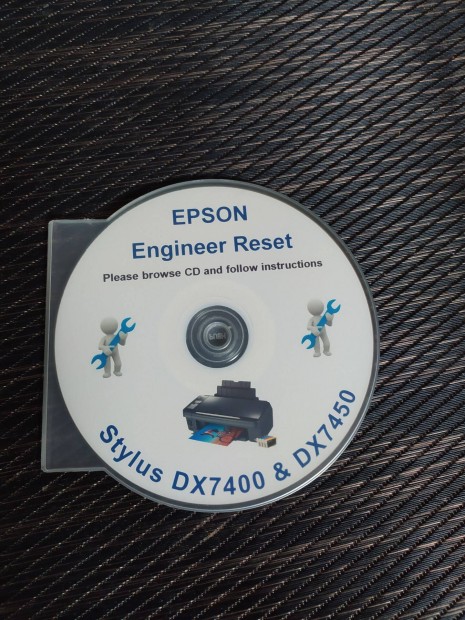 EPSON
Engineer Reset
Please browse CD and follow instructions
Stylus DX7400 & DX7450